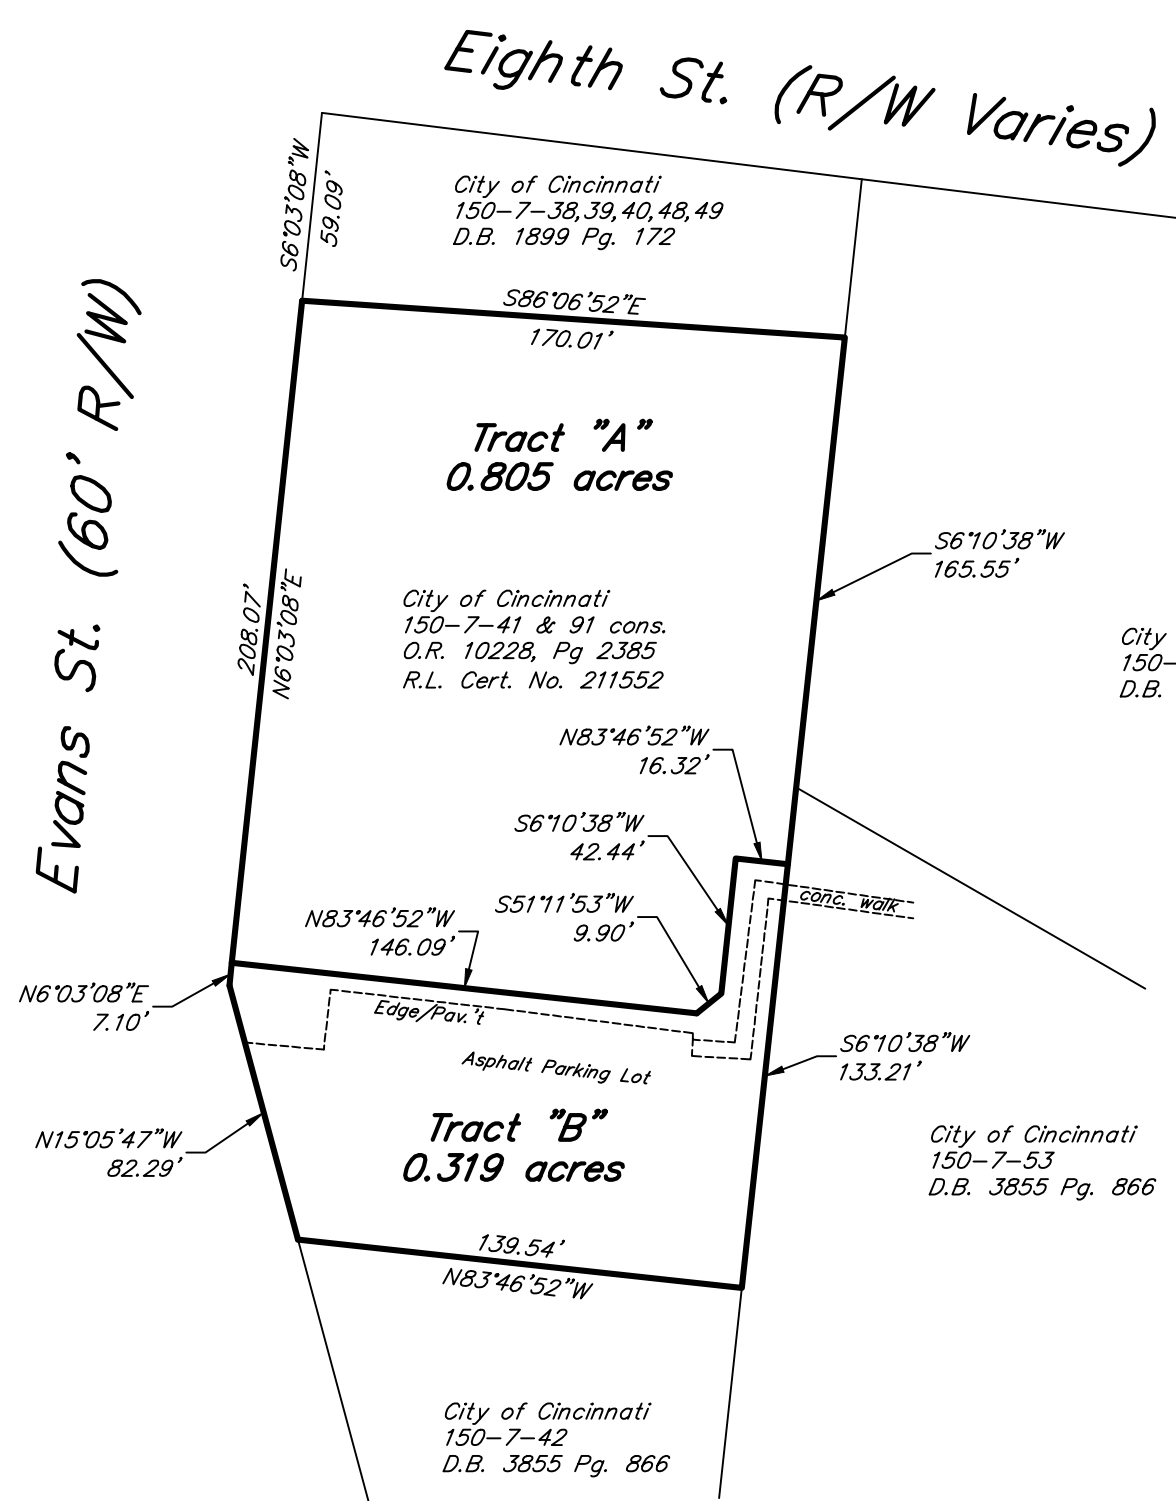 Eighth St. (R/W Varies)
S6°03'08"W
59.09'
City of Cincinnati
150-7-38,39,40,48,49
D.B. 1899 Pg. 172
S86°06'52"E
170.01'
Evans St. (60' R/W)
Tract "A"
0.805 acres
S6°10'38"W
165.55'
208.07'
N6°03'08"E
City of Cincinnati
150-7-41 & 91 cons.
O.R. 10228, Pg 2385
R.L. Cert. No. 211552
City
150-
D.B.
N83°46'52"W
16.32'
S6°10'38"W
42.44'
S51°11'53"W
9.90'
conc. walk
N83°46'52"W
146.09'
N6°03'08"E
7.10'
Edge/Pav.'t
Asphalt Parking Lot
S6°10'38"W
133.21'
Tract "B"
0.319 acres
N15°05'47"W
82.29'
City of Cincinnati
150-7-53
D.B. 3855 Pg. 866
139.54'
N83°46'52"W
City of Cincinnati
150-7-42
D.B. 3855 Pg. 866